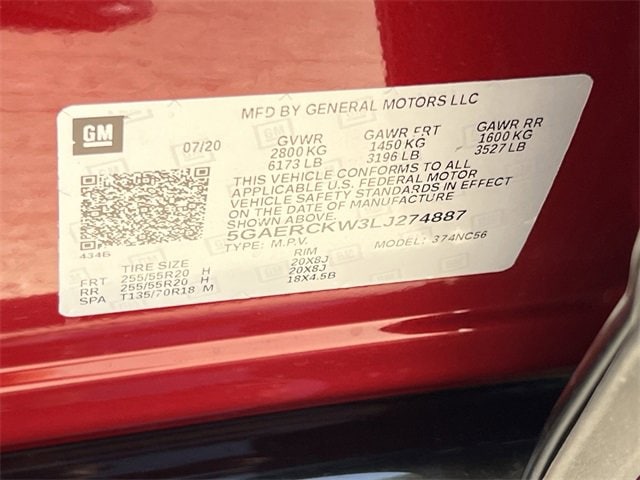 MFD BY GENERAL MOTORS LLC
GM
07/20 GVWR GAWR FRT GAWR RR
2800 KG 1450 KG 1600 KG
6173 LB 3196 LB 3527 LB
THIS VEHICLE CONFORMS TO ALL
APPLICABLE U.S. FEDERAL MOTOR
VEHICLE SAFETY STANDARDS IN EFFECT
ON THE DATE OF MANUFACTURE
SHOWN ABOVE.
5GAERCKW3LJ274887
TYPE: M.P.V. MODEL: 374NC56
434B
TIRE SIZE RIM
FRT 255/55R20 H 20X8J
RR 255/55R20 H 20X8J
SPA T135/70R18 M 18X4.5B